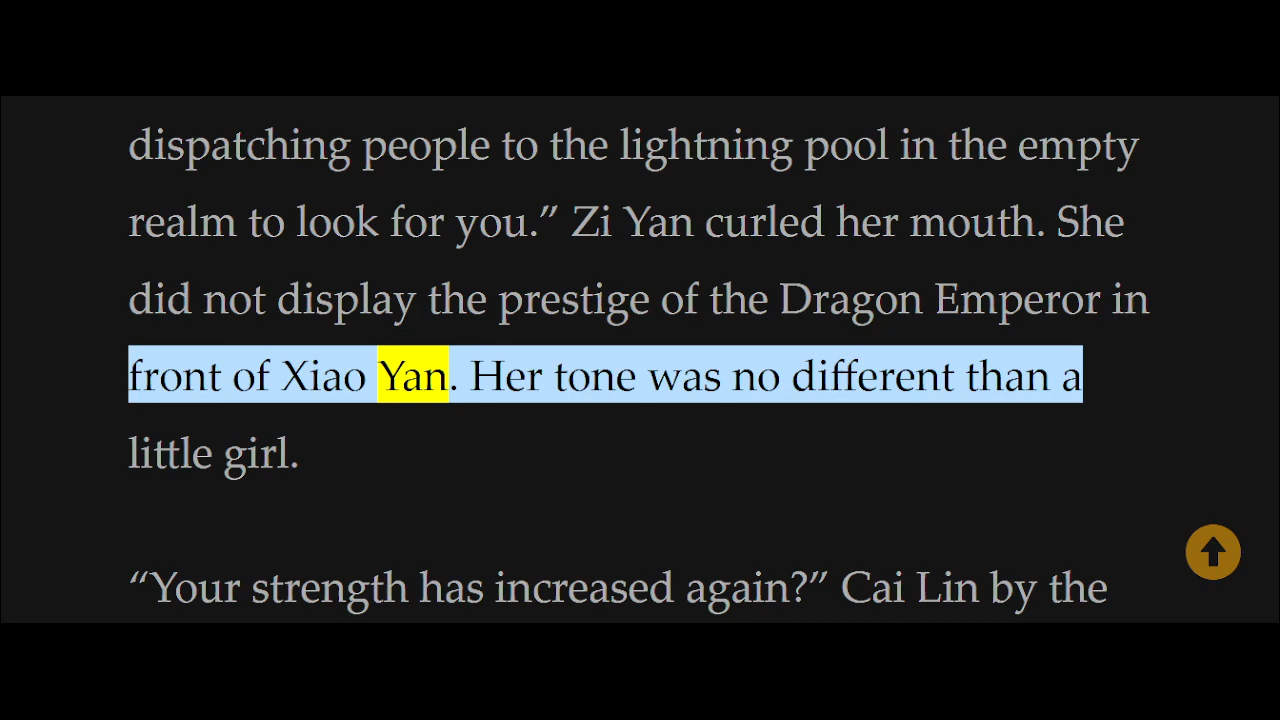 dispatching people to the lightning pool in the empty
realm to look for you.” Zi Yan curled her mouth. She
did not display the prestige of the Dragon Emperor in
front of Xiao Yan. Her tone was no different than a
little girl.
“Your strength has increased again?” Cai Lin by the